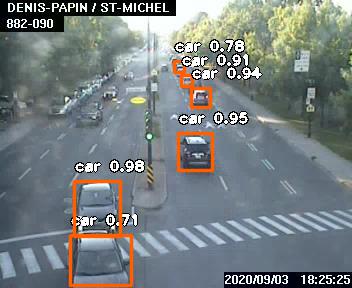 DENIS-PAPIN / ST-MICHEL
882-090
car 0.78
car 0.91
car 0.94
car 0.95
car 0.98
car 0.71
2020/09/03 18:25:25